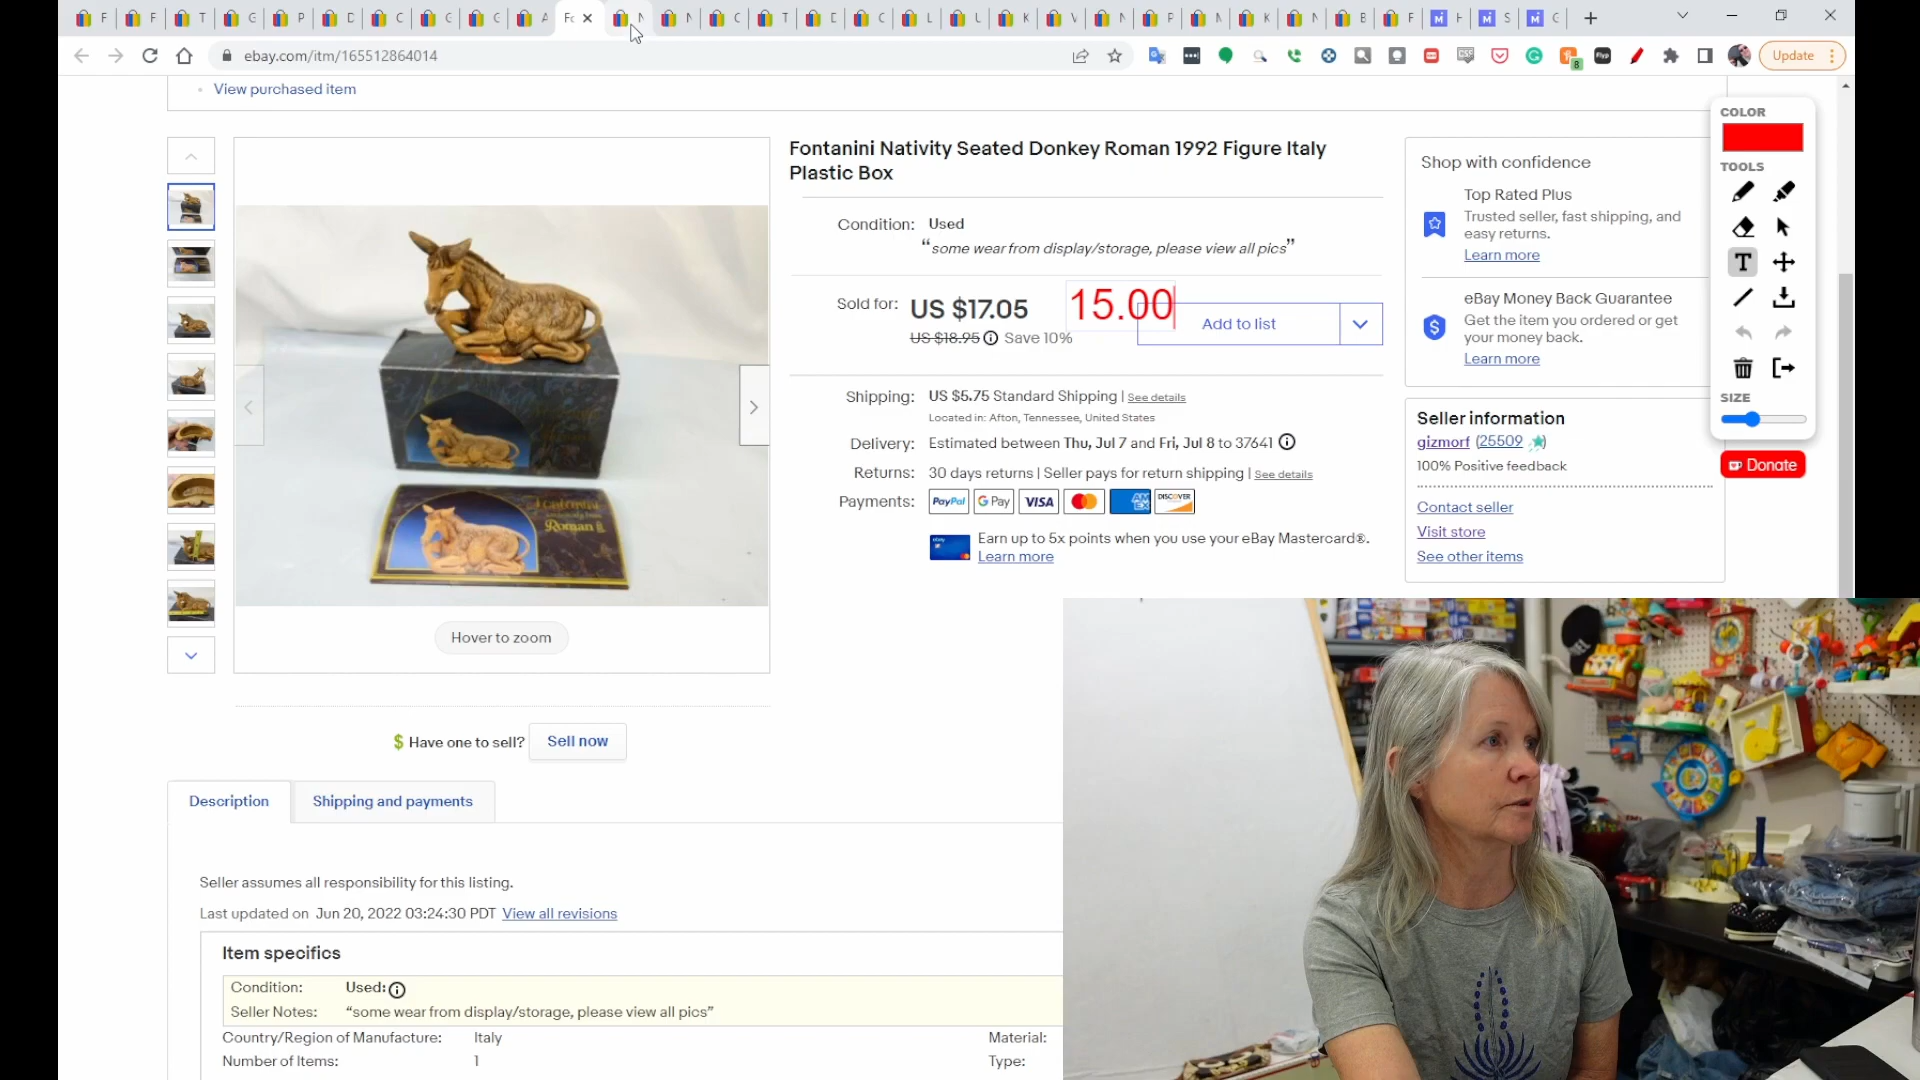 F F T G P D C C C A Fc N N C T D C L U K V N P N K N B F H S C
ebay.com/itm/165512864014
Update
View purchased item
Fontanini Nativity Seated Donkey Roman 1992 Figure Italy
Plastic Box
Condition: Used
“some wear from display/storage, please view all pics”
Sold for: US $17.05
15.00
US $18.95 Save 10%
Add to list
Shipping: US $5.75 Standard Shipping | See details
Located in: Afton, Tennessee, United States
Delivery: Estimated between Thu, Jul 7 and Fri, Jul 8 to 37641
Returns: 30 days returns | Seller pays for return shipping | See details
Payments: PayPal G Pay VISA AM EX DISCOVER
Earn up to 5x points when you use your eBay Mastercard®.
Learn more
Shop with confidence
Top Rated Plus
Trusted seller, fast shipping, and
easy returns.
Learn more
eBay Money Back Guarantee
Get the item you ordered or get
your money back.
Learn more
Seller information
gizmorf (25509)
100% Positive feedback
Contact seller
Visit store
See other items
COLOR
TOOLS
T
SIZE
Donate
Roman
Hover to zoom
$ Have one to sell? Sell now
Description
Shipping and payments
Seller assumes all responsibility for this listing.
Last updated on Jun 20, 2022 03:24:30 PDT View all revisions
Item specifics
Condition: Used:
Seller Notes: “some wear from display/storage, please view all pics”
Country/Region of Manufacture: Italy
Material:
Number of Items: 1
Type: